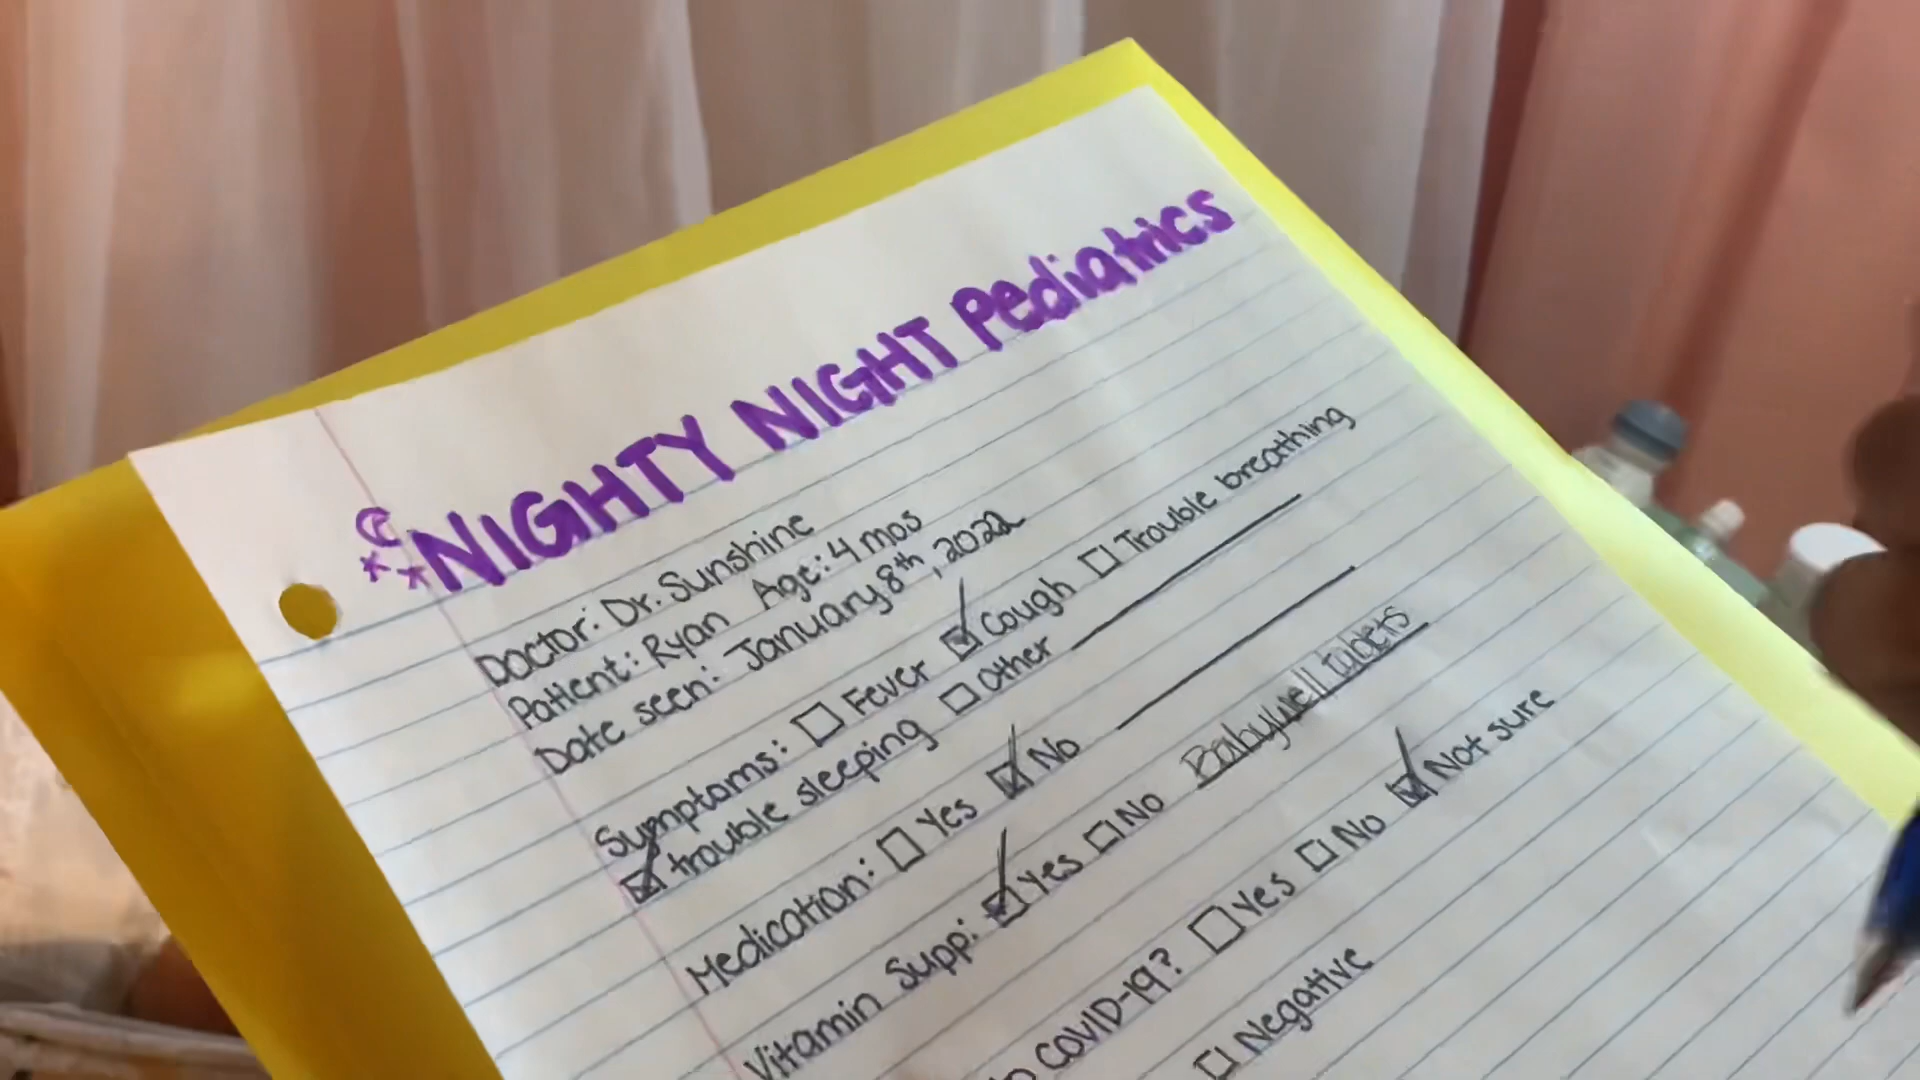 NIGHTY NIGHT Pediatrics
Doctor: Dr. Sunshine
Patient: Ryan Age: 4 mos
Date seen: January 8th, 2022
Symptoms: ☐ Fever ☑ Cough ☐ Trouble breathing
☑ trouble sleeping ☐ Other
Medication: ☐ Yes ☑ No
Vitamin Supp: ☑ Yes ☐ No Babywell tablets
COVID-19? ☐ Yes ☐ No ☑ Not sure
☐ Negative